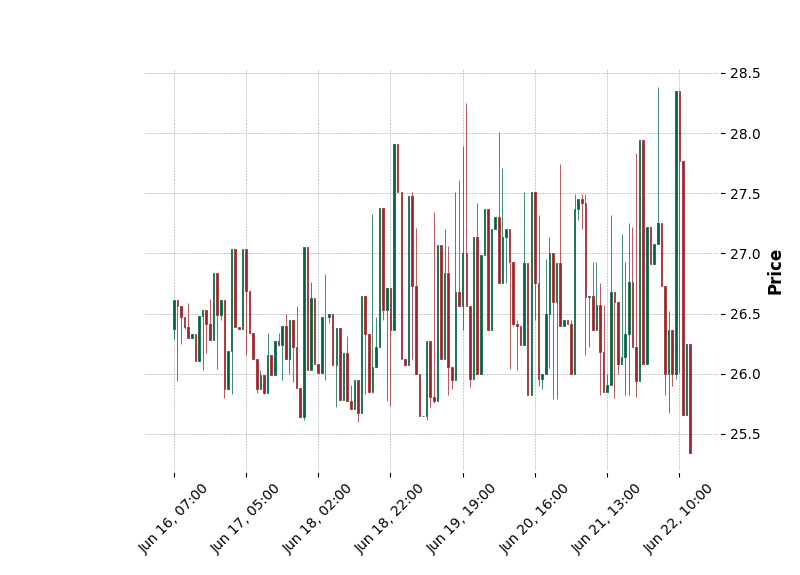 28.5
28.0
27.5
27.0
26.5
26.0
25.5
Price
Jun 16, 07:00
Jun 17, 05:00
Jun 18, 02:00
Jun 18, 22:00
Jun 19, 19:00
Jun 20, 16:00
Jun 21, 13:00
Jun 22, 10:00